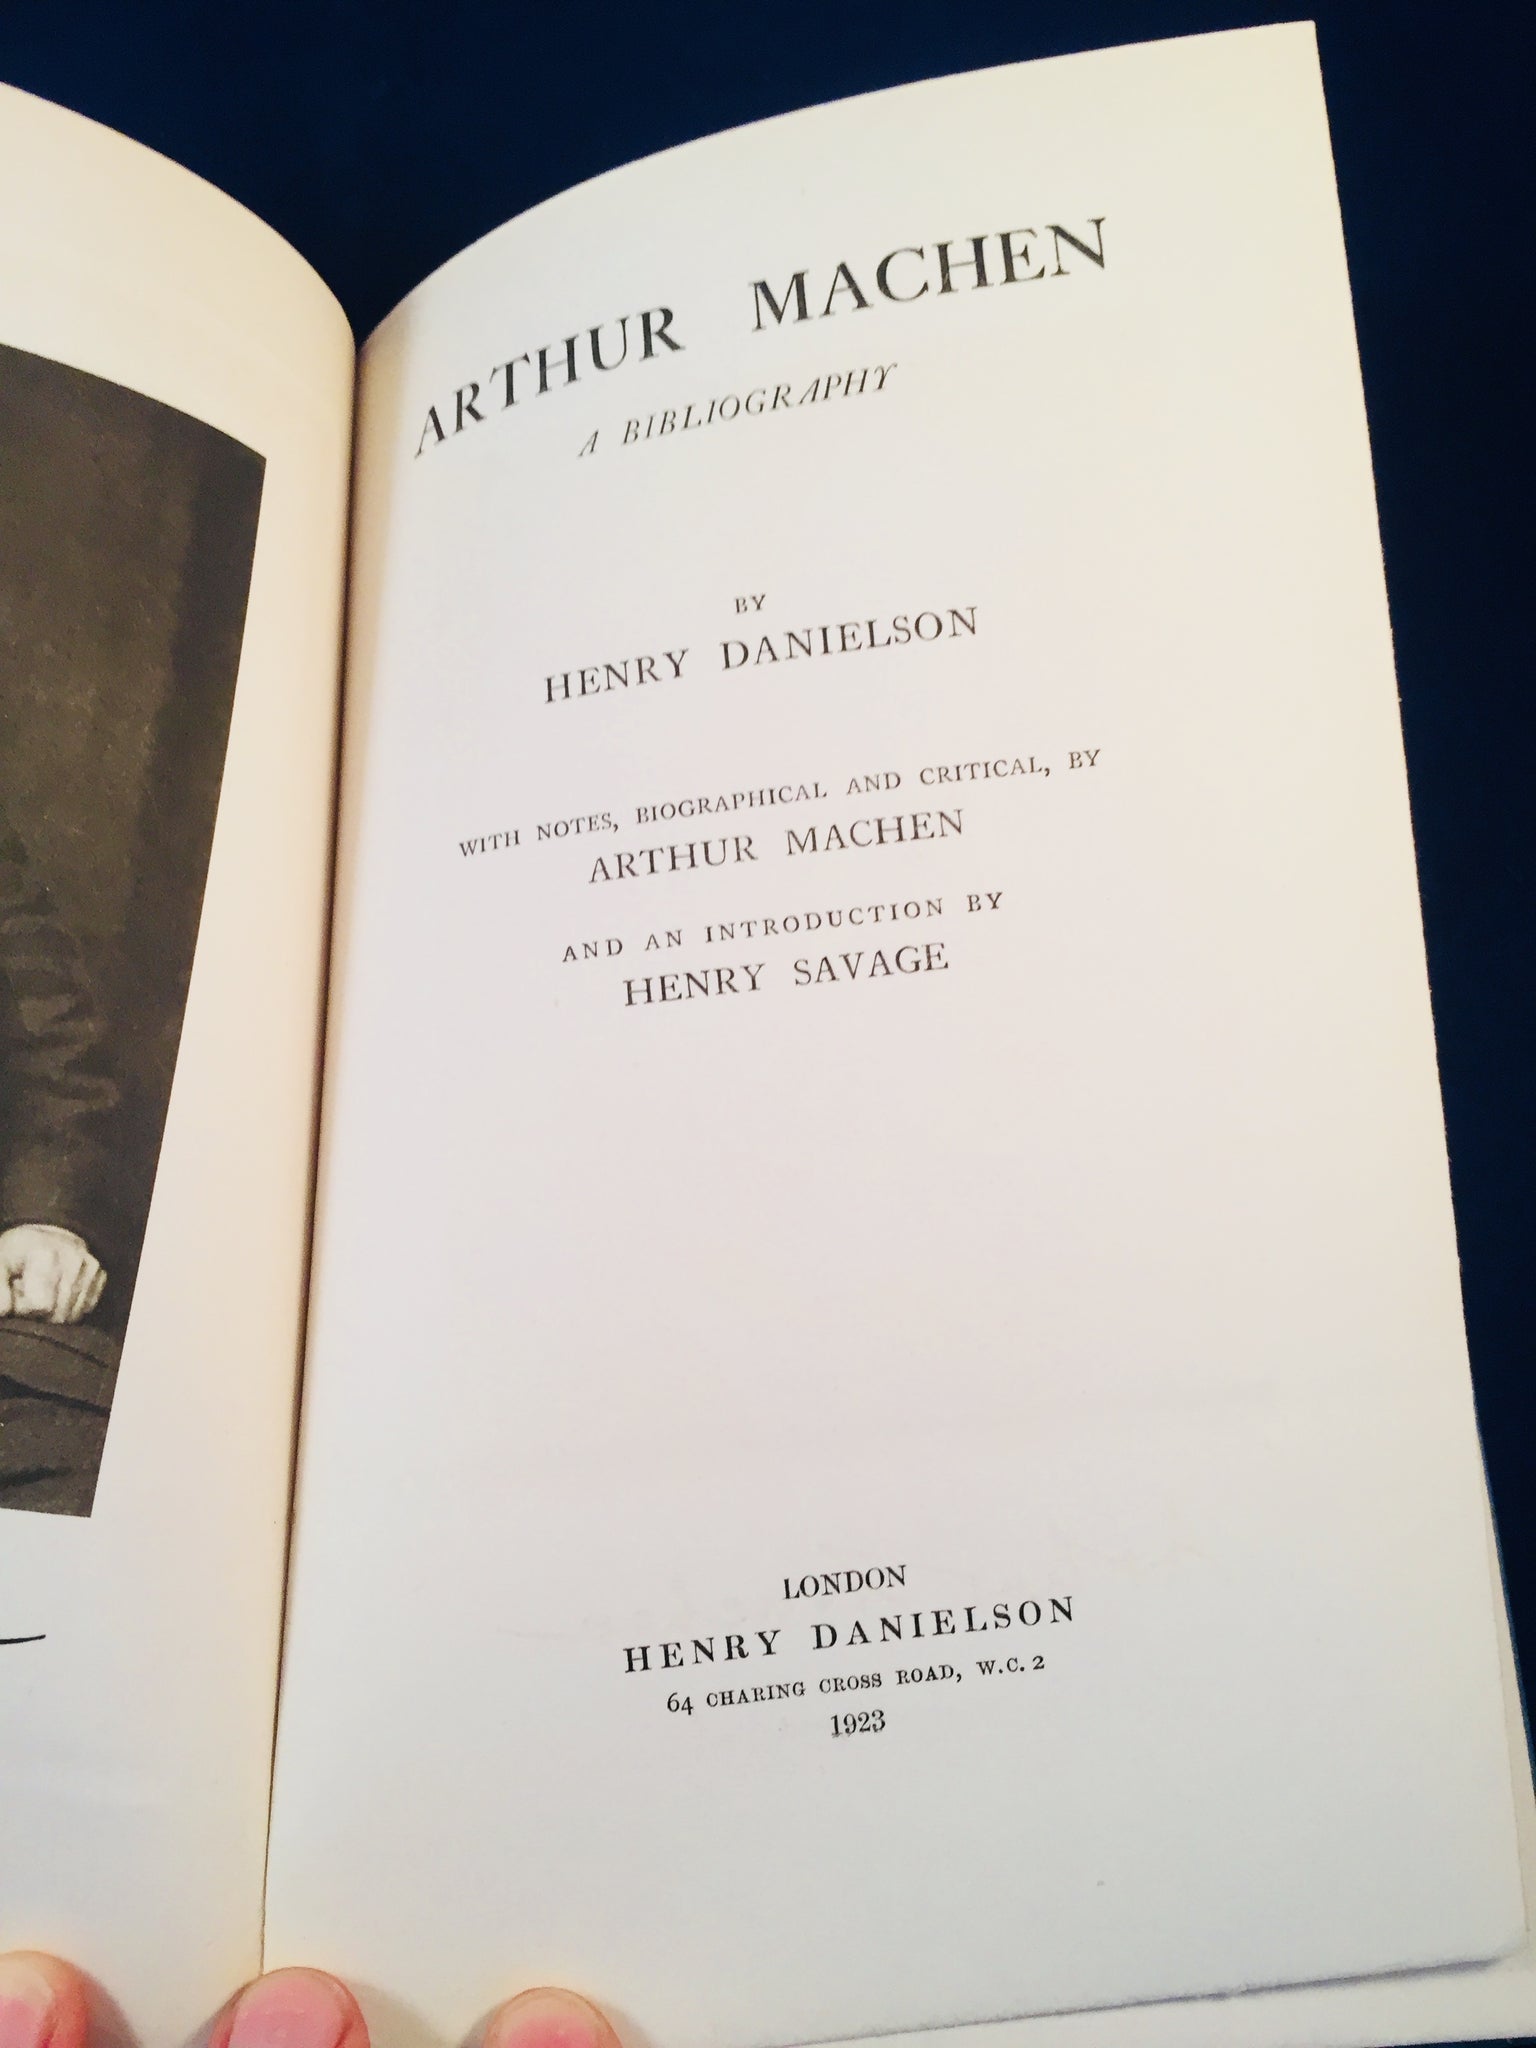 ARTHUR MACHEN
A BIBLIOGRAPHY
BY
HENRY DANIELSON
WITH NOTES, BIOGRAPHICAL AND CRITICAL, BY
ARTHUR MACHEN
AND AN INTRODUCTION BY
HENRY SAVAGE
LONDON
HENRY DANIELSON
64 CHARING CROSS ROAD, W.C. 2
1923